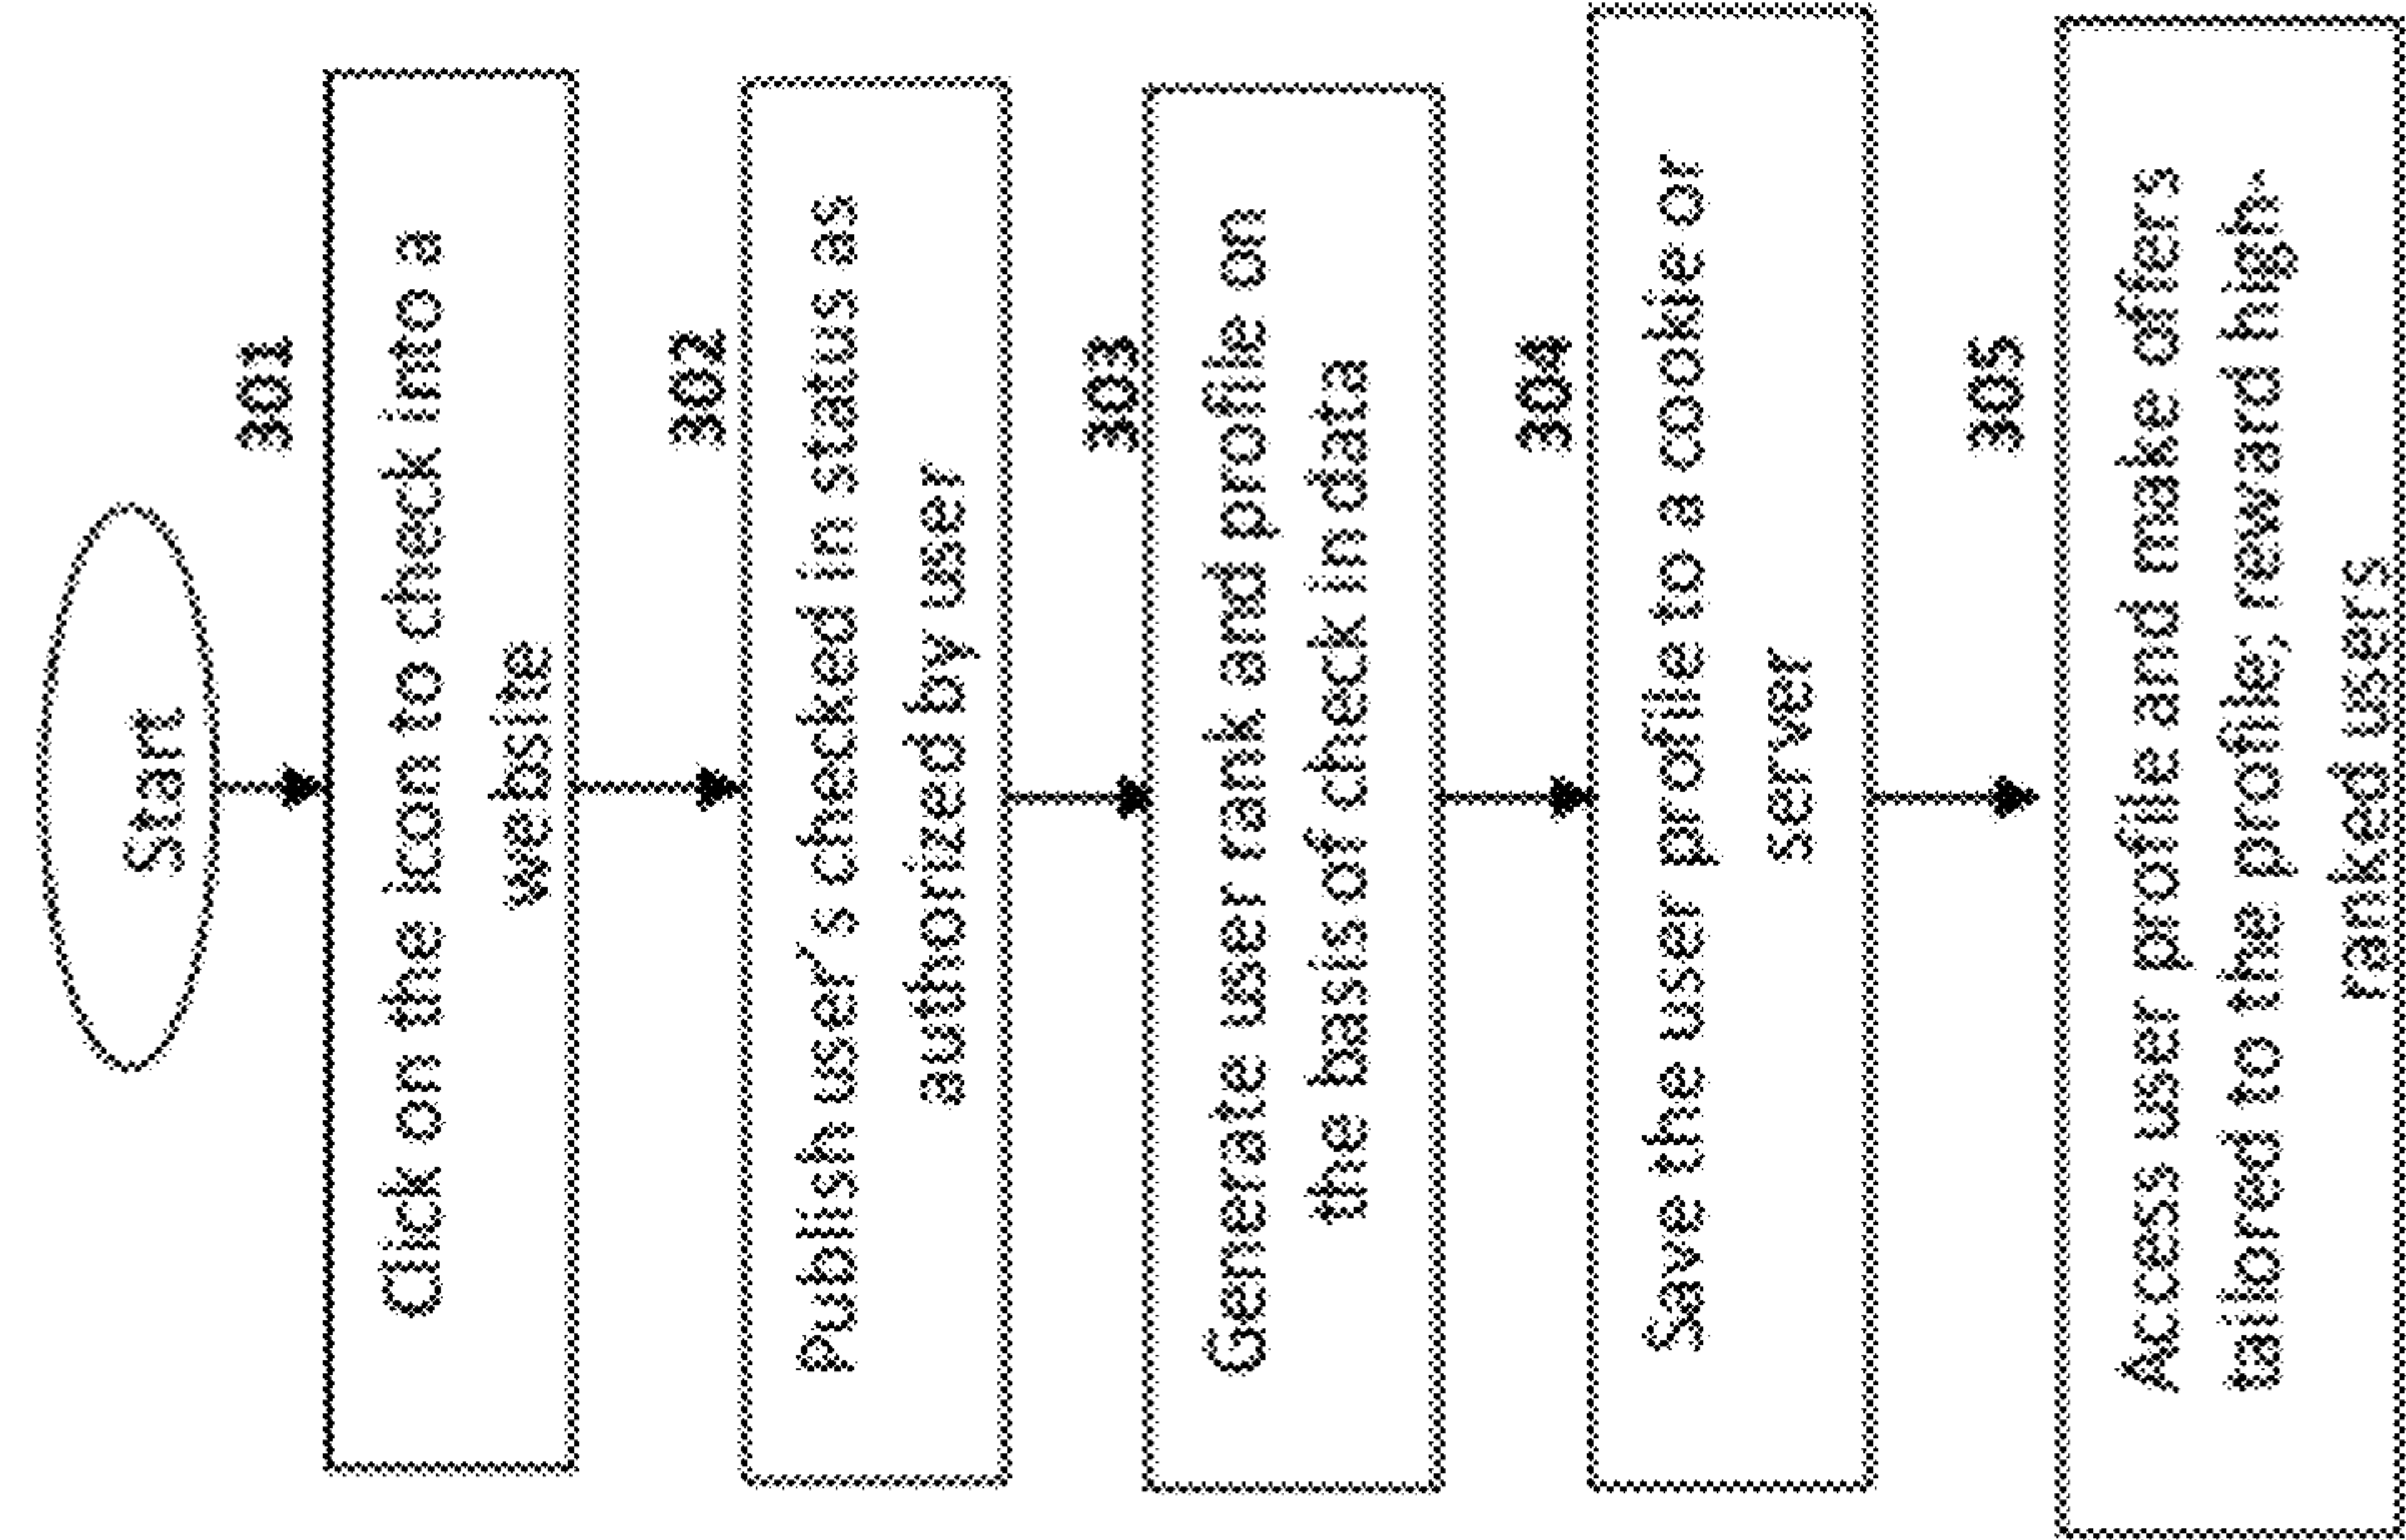 Start
301
Click on the icon to check into a
website
302
Publish user's checked in status as
authorized by user
303
Generate user rank and profile on
the basis of check in data
304
Save the user profile to a cookie or
server
305
Access user profile and make offers
tailored to the profile; reward high-
ranked users